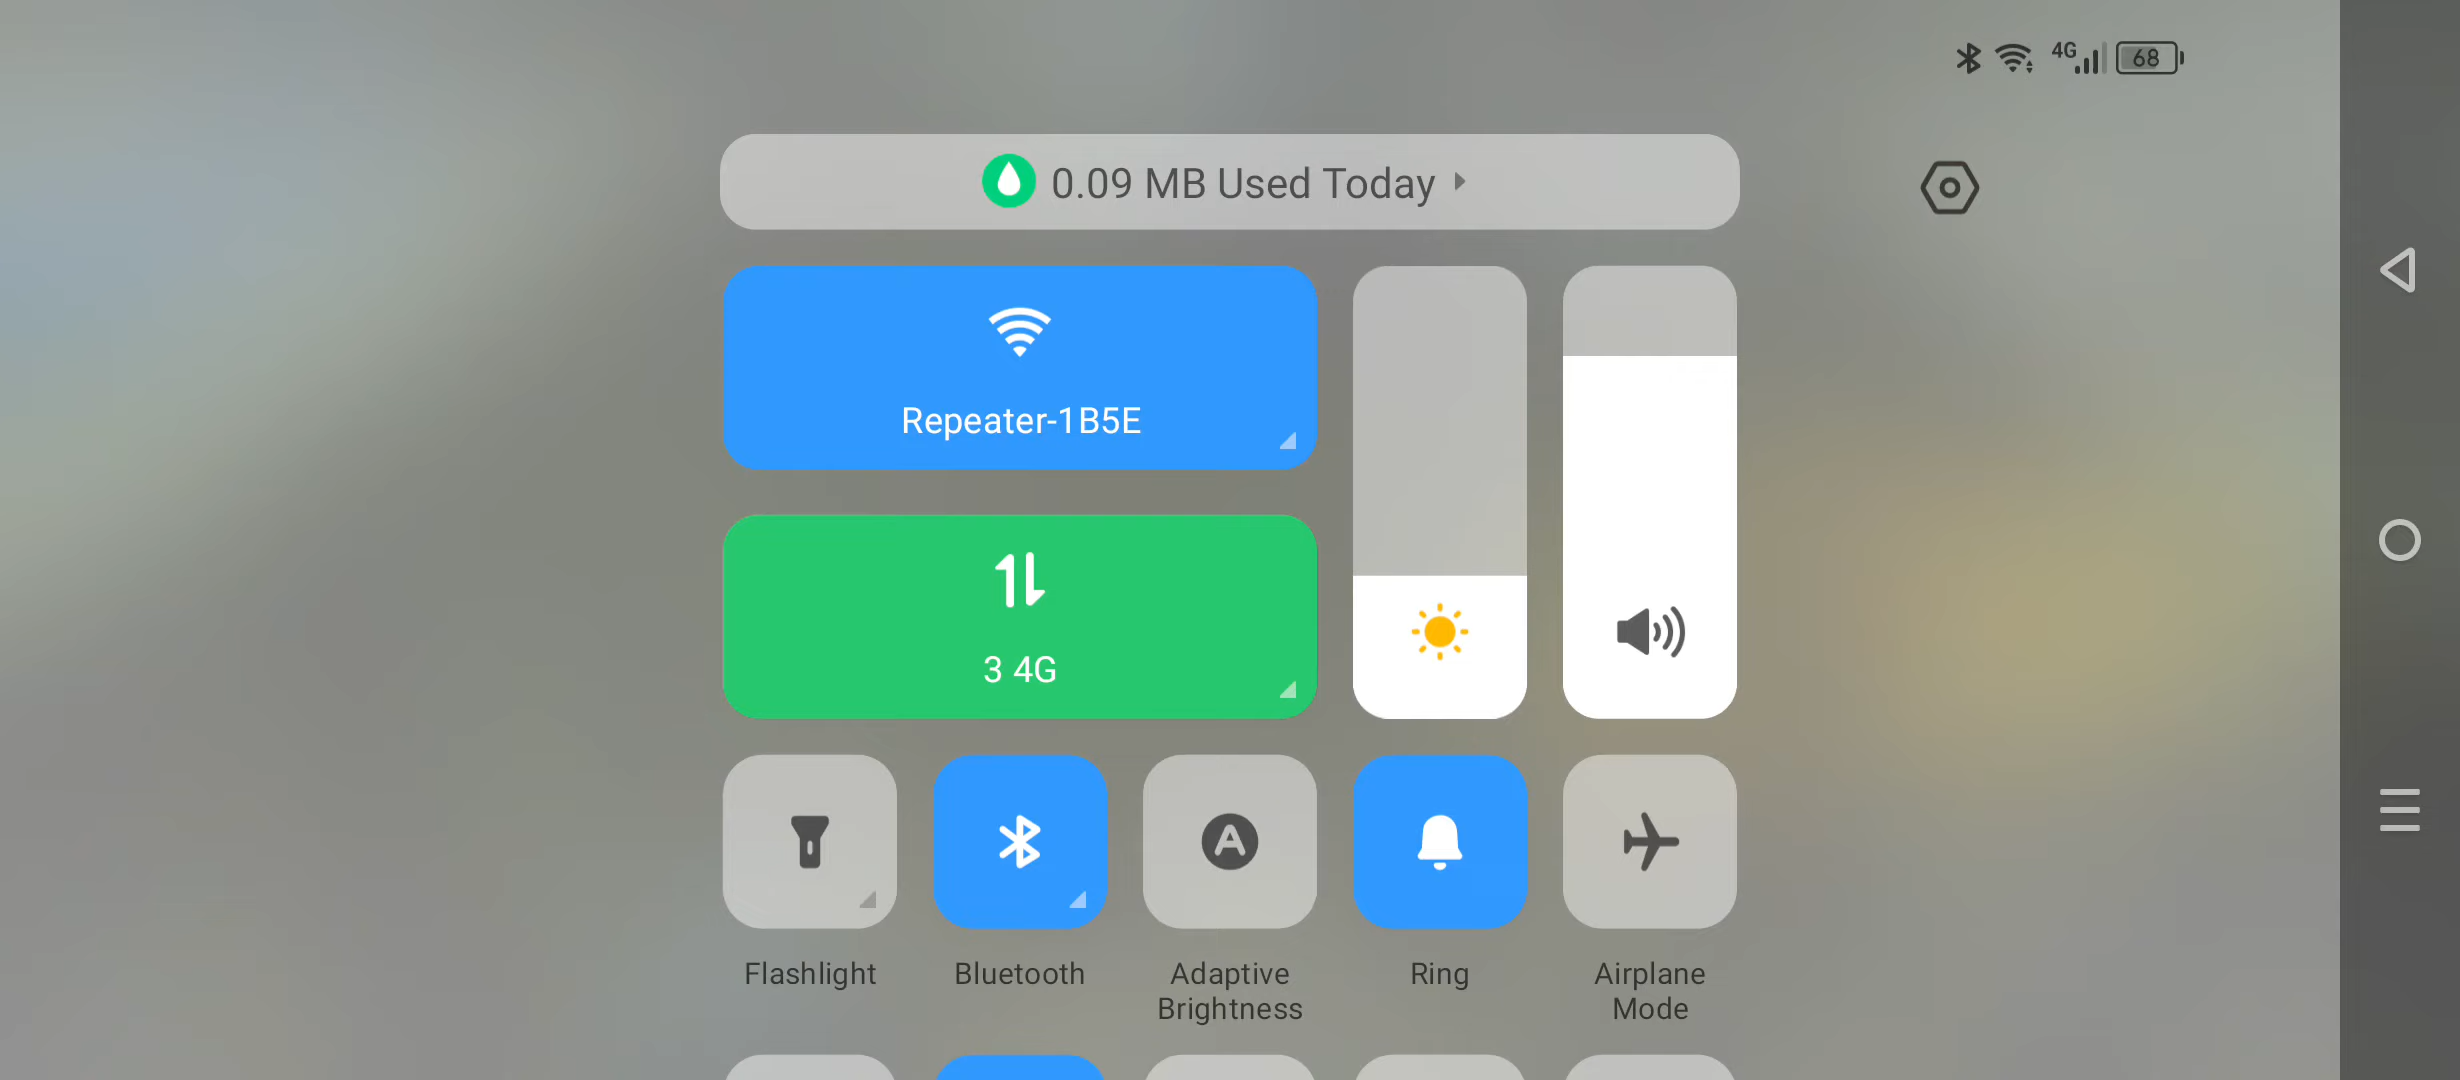 4G 68
0.09 MB Used Today
Repeater-1B5E
3 4G
Flashlight
Bluetooth
Adaptive
Brightness
Ring
Airplane
Mode